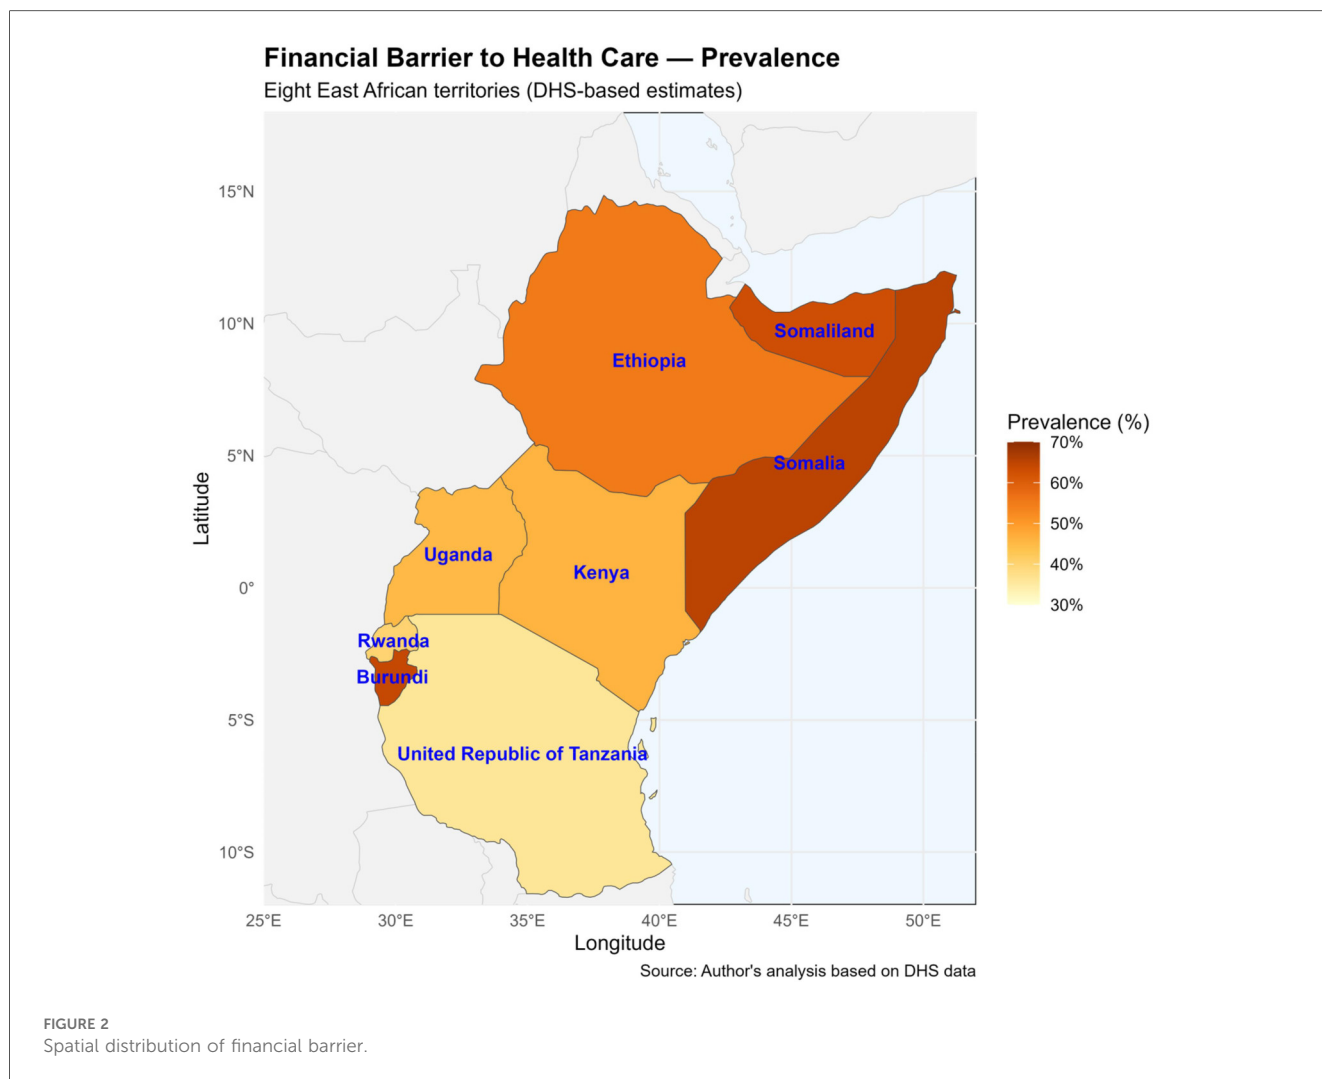 Financial Barrier to Health Care — Prevalence
Eight East African territories (DHS-based estimates)
15°N
10°N
5°N
0°
5°S
10°S
Latitude
Somaliland
Ethiopia
Somalia
Uganda
Kenya
Rwanda
Burundi
United Republic of Tanzania
Prevalence (%)
70%
60%
50%
40%
30%
25°E
30°E
35°E
40°E
45°E
50°E
Longitude
Source: Author's analysis based on DHS data
FIGURE 2
Spatial distribution of financial barrier.